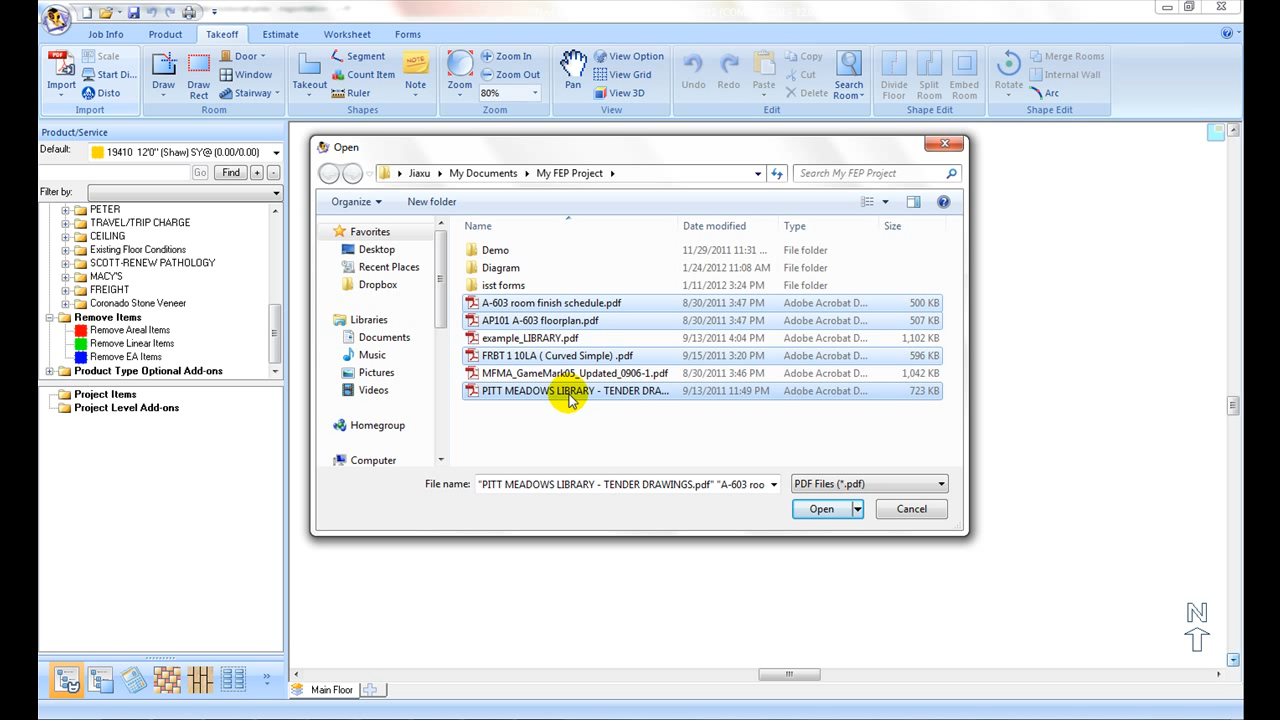 Job Info Product Takeoff Estimate Worksheet Forms
PDF
Import
Scale
Start Di...
Disto
Import
Draw
Draw Rect
Door
Window
Stairway
Room
Takeoff
Segment
Count Item
Ruler
NOTE
Note
Shapes
Zoom
Zoom In
Zoom Out
80%
Zoom
Pan
View Option
View Grid
View 3D
View
Undo
Redo
Paste
Copy
Cut
Delete
Search Room
Edit
Divide Floor
Split Room
Embed Room
Shape Edit
Rotate
Merge Rooms
Internal Wall
Arc
Shape Edit
Product/Service
Default: 19410 12'0" (Shaw) SY@ (0.00/0.00)
Go Find + -
Filter by:
PETER
TRAVEL/TRIP CHARGE
CEILING
Existing Floor Conditions
SCOTT-RENEW PATHOLOGY
MACY'S
FREIGHT
Coronado Stone Veneer
Remove Items
Remove Areal Items
Remove Linear Items
Remove EA Items
Product Type Optional Add-ons
Project Items
Project Level Add-ons
Open
Jiaxu My Documents My FEP Project
Search My FEP Project
Organize New folder
Favorites
Desktop
Recent Places
Dropbox
Libraries
Documents
Music
Pictures
Videos
Homegroup
Computer
Name Date modified Type Size
Demo 11/29/2011 11:31 ... File folder
Diagram 1/24/2012 11:08 AM File folder
isst forms 1/11/2012 3:24 PM File folder
A-603 room finish schedule.pdf 8/30/2011 3:47 PM Adobe Acrobat D... 500 KB
AP101 A-603 floorplan.pdf 8/30/2011 3:47 PM Adobe Acrobat D... 507 KB
example_LIBRARY.pdf 9/13/2011 4:04 PM Adobe Acrobat D... 1,102 KB
FRBT 1 10LA ( Curved Simple) .pdf 9/15/2011 3:20 PM Adobe Acrobat D... 596 KB
MFMA_GameMark05_Updated_0906-1.pdf 8/30/2011 3:46 PM Adobe Acrobat D... 1,042 KB
PITT MEADOWS LIBRARY - TENDER DRA... 9/13/2011 11:49 PM Adobe Acrobat D... 723 KB
File name: "PITT MEADOWS LIBRARY - TENDER DRAWINGS.pdf" "A-603 roo
PDF Files (*.pdf)
Open Cancel
N
Main Floor